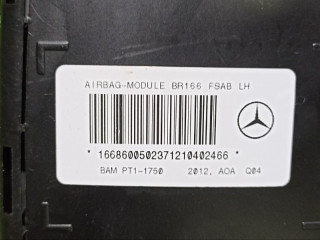 AIRBAG-MODULE BR166 FSAB LH
* 1668600502371210402466 *
BAM PT1-1750 2012, AOA Q04